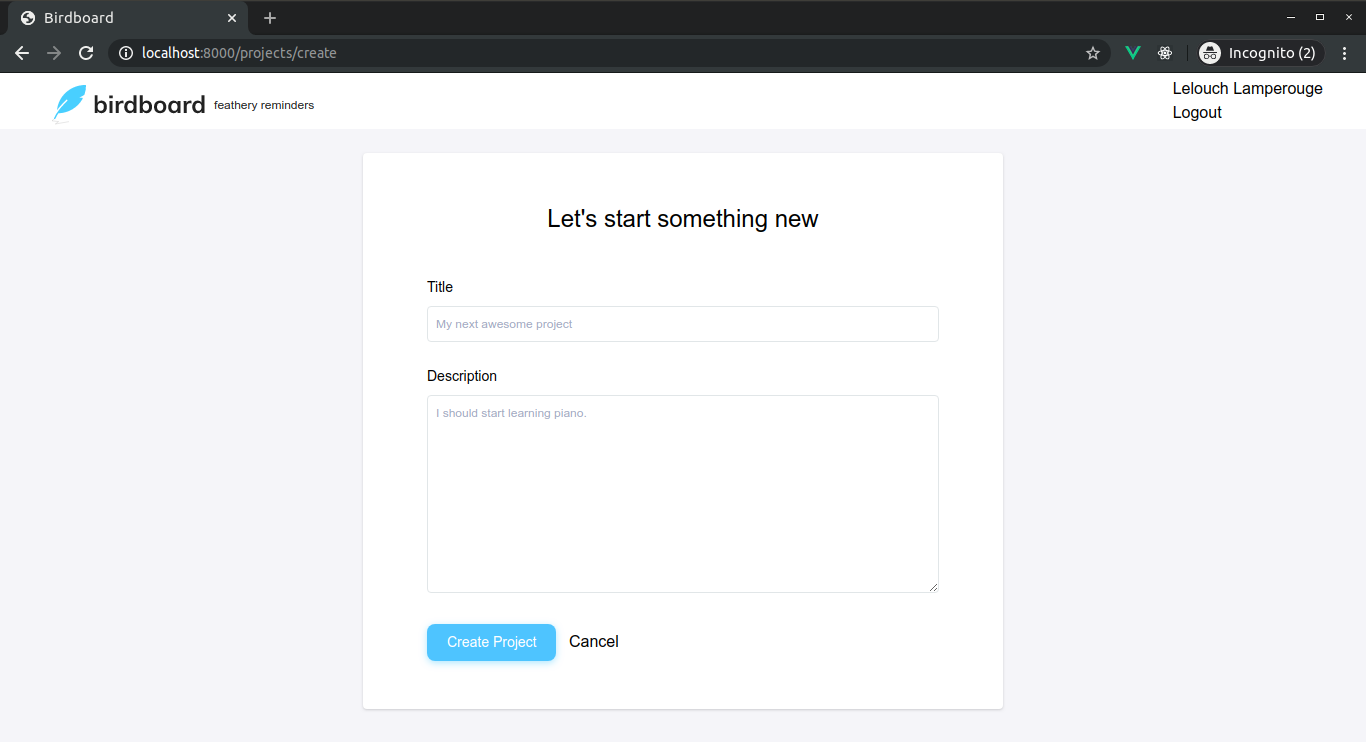 Birdboard
localhost:8000/projects/create
Incognito (2)
birdboard feathery reminders
Lelouch Lamperouge
Logout
Let's start something new
Title
My next awesome project
Description
I should start learning piano.
Create Project Cancel